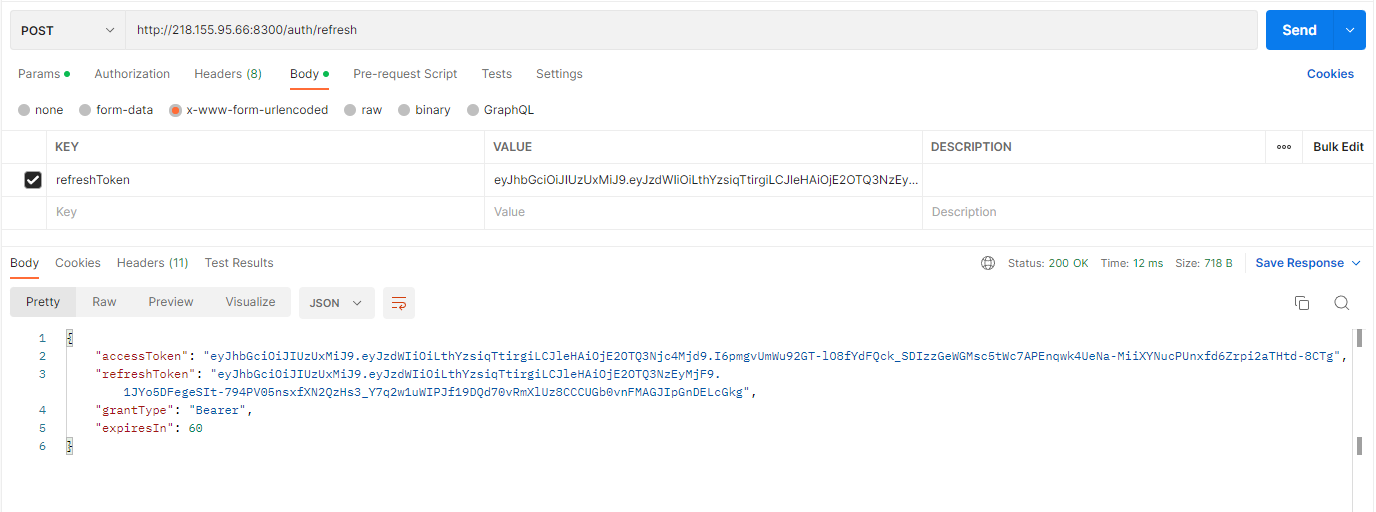 POST http://218.155.95.66:8300/auth/refresh Send
Params Authorization Headers (8) Body Pre-request Script Tests Settings Cookies
none form-data x-www-form-urlencoded raw binary GraphQL
KEY VALUE DESCRIPTION ooo Bulk Edit
refreshToken eyJhbGciOiJIUzUxMiJ9.eyJzdWIiOiLthYzsiqTtirgiLCJleHAiOjE2OTQ3NzEy...
Key Value Description
Body Cookies Headers (11) Test Results Status: 200 OK Time: 12 ms Size: 718 B Save Response
Pretty Raw Preview Visualize JSON
1 {
2 "accessToken": "eyJhbGciOiJIUzUxMiJ9.eyJzdWIiOiLthYzsiqTtirgiLCJleHAiOjE2OTQ3Njc4Mjd9.I6pmgvUmWu92GT-lO8fYdFQck_SDIzzGeWGMsc5tWc7APEnqwk4UeNa-MiiXYNucPUnxfd6Zrpi2aTHtd-8CTg",
3 "refreshToken": "eyJhbGciOiJIUzUxMiJ9.eyJzdWIiOiLthYzsiqTtirgiLCJleHAiOjE2OTQ3NzEyMjF9.
1JYo5DFegeSIt-794PV05nsxfXN2QzHs3_Y7q2w1uWIPJf19DQd70vRmXlUz8CCCUGb0vnFMAGJIpGnDELcGkg",
4 "grantType": "Bearer",
5 "expiresIn": 60
6 }